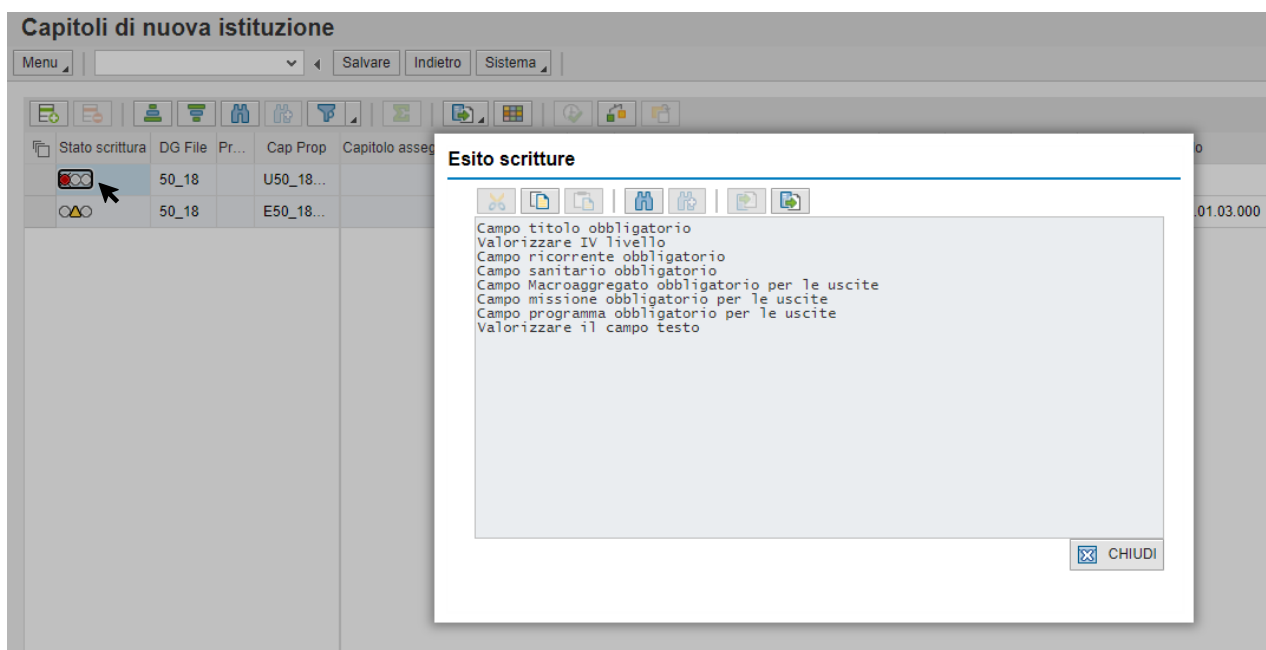 Capitoli di nuova istituzione
Menu Salvare Indietro Sistema
Stato scrittura DG File Pr... Cap Prop Capitolo asseg
50_18 U50_18...
50_18 E50_18... .01.03.000
Esito scritture
Campo titolo obbligatorio
Valorizzare IV livello
Campo ricorrente obbligatorio
Campo sanitario obbligatorio
Campo Macroaggregato obbligatorio per le uscite
Campo missione obbligatorio per le uscite
Campo programma obbligatorio per le uscite
Valorizzare il campo testo
CHIUDI